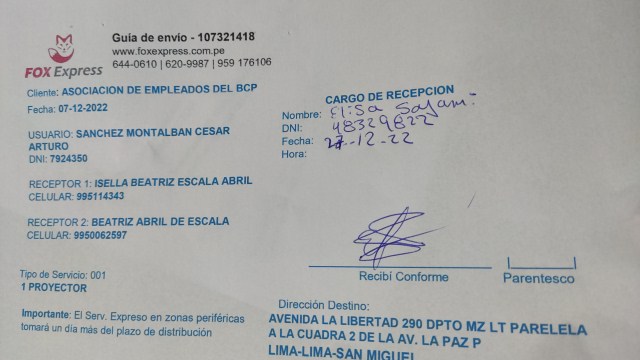 Guía de envio - 107321418
www.foxexpress.com.pe
644-0610 | 620-9987 | 959 176106
FOX Express
Cliente: ASOCIACION DE EMPLEADOS DEL BCP
Fecha: 07-12-2022
USUARIO: SANCHEZ MONTALBAN CESAR
ARTURO
DNI: 7924350
RECEPTOR 1: ISELLA BEATRIZ ESCALA ABRIL
CELULAR: 995114343
RECEPTOR 2: BEATRIZ ABRIL DE ESCALA
CELULAR: 9950062597
Tipo de Servicio: 001
1 PROYECTOR
Importante: El Serv. Expreso en zonas periféricas
tomará un día más del plazo de distribución
CARGO DE RECEPCION
Nombre: Elisa
DNI: 48329822
Fecha: 27-12-22
Hora:
Recibí Conforme
Parentesco
Dirección Destino:
AVENIDA LA LIBERTAD 290 DPTO MZ LT PARELELA
A LA CUADRA 2 DE LA AV. LA PAZ P
LIMA-LIMA-SAN MIGUEL